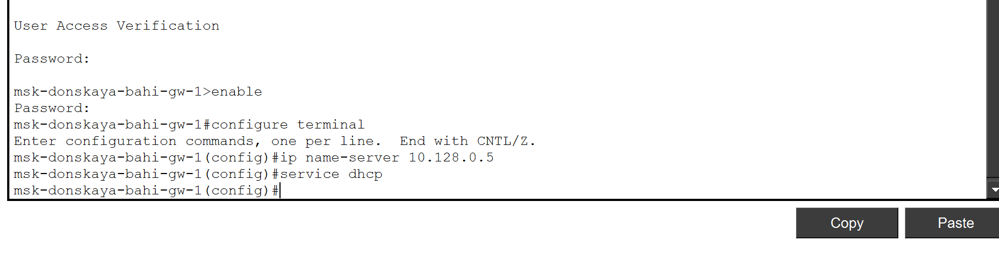 User Access Verification
Password:
msk-donskaya-bahi-gw-1>enable
Password:
msk-donskaya-bahi-gw-1#configure terminal
Enter configuration commands, one per line.  End with CNTL/Z.
msk-donskaya-bahi-gw-1(config)#ip name-server 10.128.0.5
msk-donskaya-bahi-gw-1(config)#service dhcp
msk-donskaya-bahi-gw-1(config)#
Copy Paste